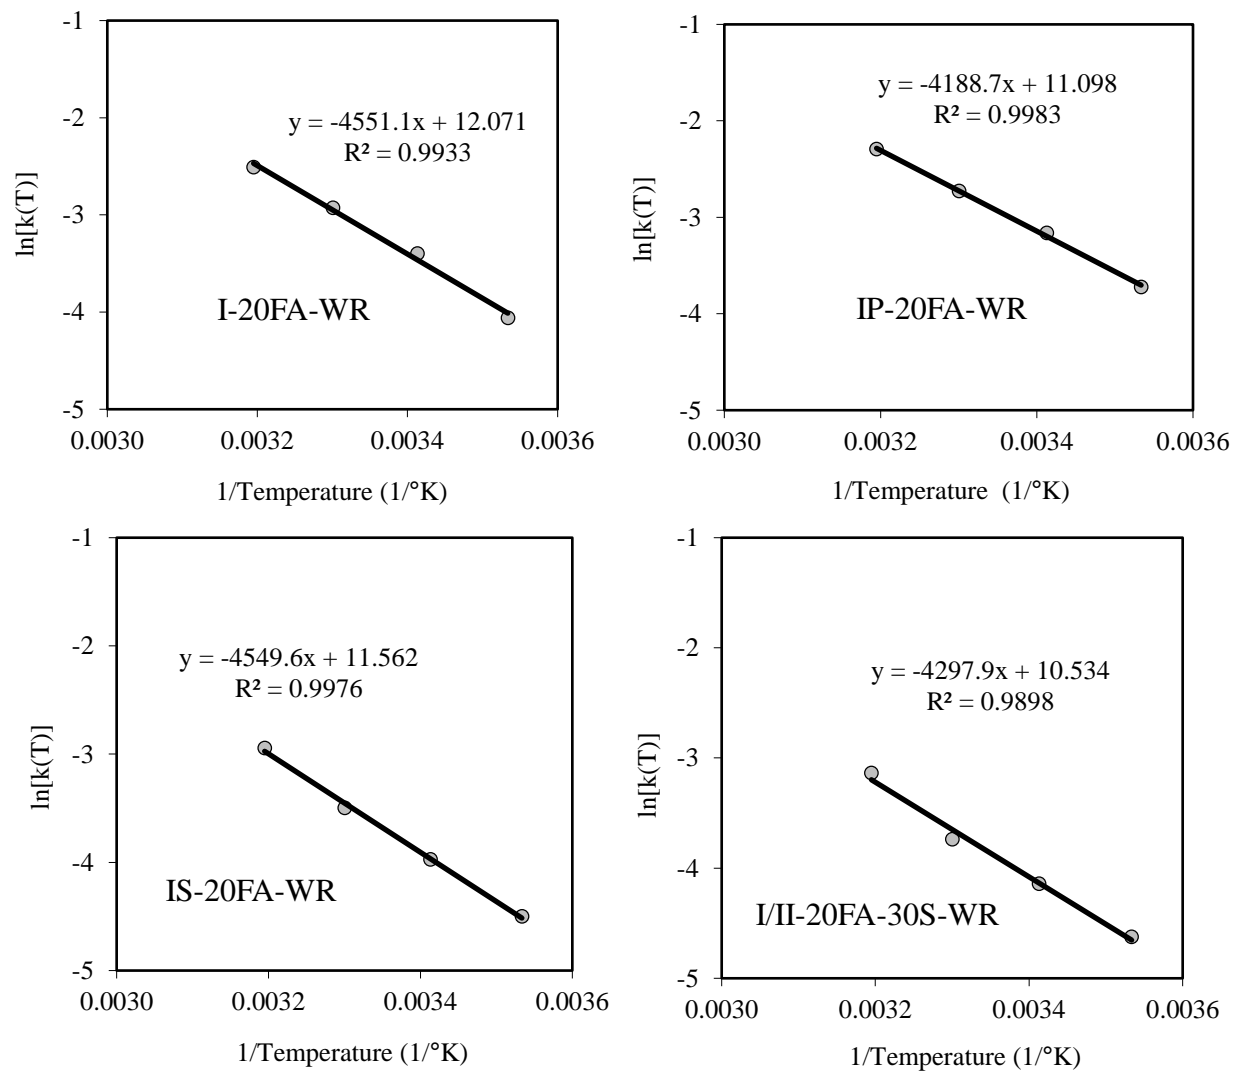 -1
-2
-3
-4
-5
ln[k(T)]
y = -4551.1x + 12.071
R² = 0.9933
I-20FA-WR
0.0030 0.0032 0.0034 0.0036
1/Temperature (1/°K)
-1
-2
-3
-4
-5
ln[k(T)]
y = -4188.7x + 11.098
R² = 0.9983
IP-20FA-WR
0.0030 0.0032 0.0034 0.0036
1/Temperature (1/°K)
-1
-2
-3
-4
-5
ln[k(T)]
y = -4549.6x + 11.562
R² = 0.9976
IS-20FA-WR
0.0030 0.0032 0.0034 0.0036
1/Temperature (1/°K)
-1
-2
-3
-4
-5
ln[k(T)]
y = -4297.9x + 10.534
R² = 0.9898
I/II-20FA-30S-WR
0.0030 0.0032 0.0034 0.0036
1/Temperature (1/°K)